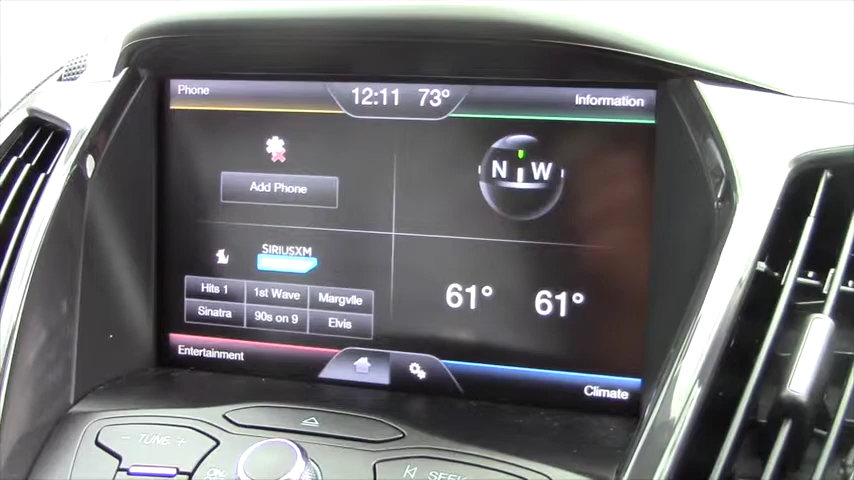 Phone
12:11 73°
Information
Add Phone
N W
SIRIUSXM
Hits 1
1st Wave
Margvlle
Sinatra
90s on 9
Elvis
61° 61°
Entertainment
Climate
- TUNE +
SEEK